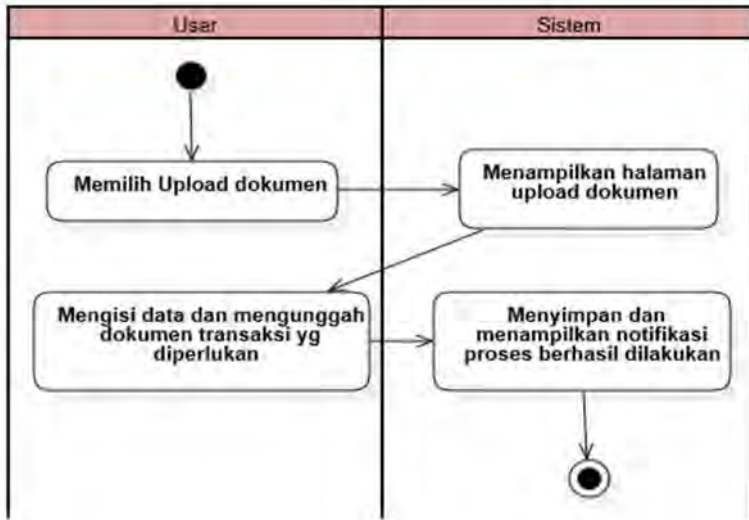 User
Sistem
Memilih Upload dokumen
Menampilkan halaman
upload dokumen
Mengisi data dan mengunggah
dokumen transaksi yg
diperlukan
Menyimpan dan
menampilkan notifikasi
proses berhasil dilakukan